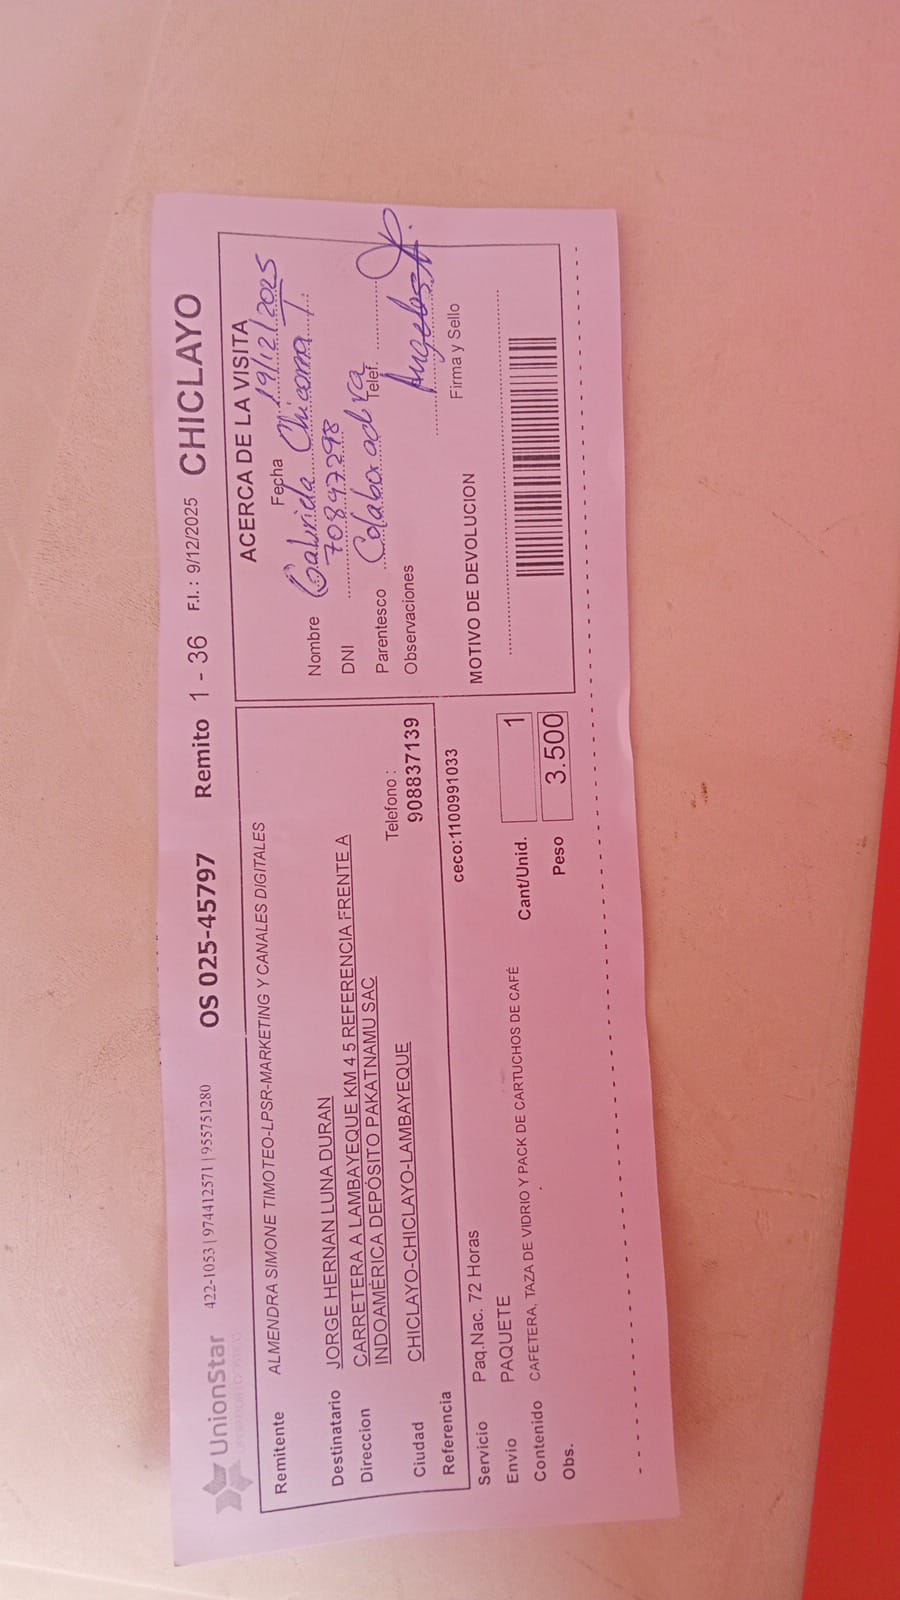 UnionStar 422-1053 | 974412571 | 955751280 OS 025-45797 Remito 1 - 36 F.I. : 9/12/2025 CHICLAYO
Remitente ALMENDRA SIMONE TIMOTEO-LPSR-MARKETING Y CANALES DIGITALES
Destinatario JORGE HERNAN LUNA DURAN
Direccion CARRETERA A LAMBAYEQUE KM 4 5 REFERENCIA FRENTE A
INDOAMÉRICA DEPÓSITO PAKATNAMU SAC
Telefono :
Ciudad CHICLAYO-CHICLAYO-LAMBAYEQUE 908837139
Referencia ceco:1100991033
Servicio Paq.Nac. 72 Horas
Envio PAQUETE Cant/Unid. 1
Contenido CAFETERA, TAZA DE VIDRIO Y PACK DE CARTUCHOS DE CAFÉ
Obs. Peso 3.500
ACERCA DE LA VISITA
Fecha 19/12/2025
Nombre Chicoma T.
DNI 70897298
Parentesco Colaboradora Telef.
Observaciones
Firma y Sello
MOTIVO DE DEVOLUCION